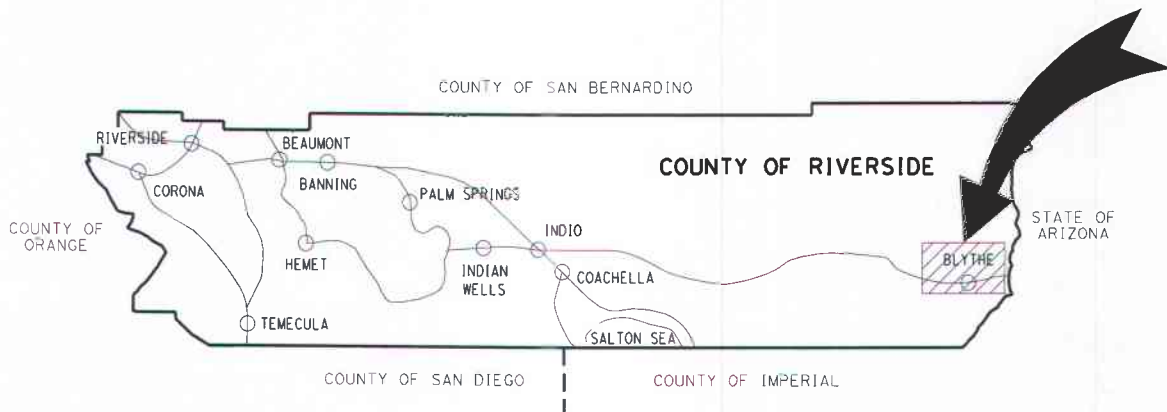 COUNTY OF SAN BERNARDINO
RIVERSIDE
BEAUMONT
COUNTY OF RIVERSIDE
BANNING
CORONA
PALM SPRINGS
COUNTY OF
ORANGE
STATE OF
ARIZONA
INDIO
HEMET
INDIAN
WELLS
BLYTHE
COACHELLA
TEMECULA
SALTON SEA
COUNTY OF SAN DIEGO
COUNTY OF IMPERIAL